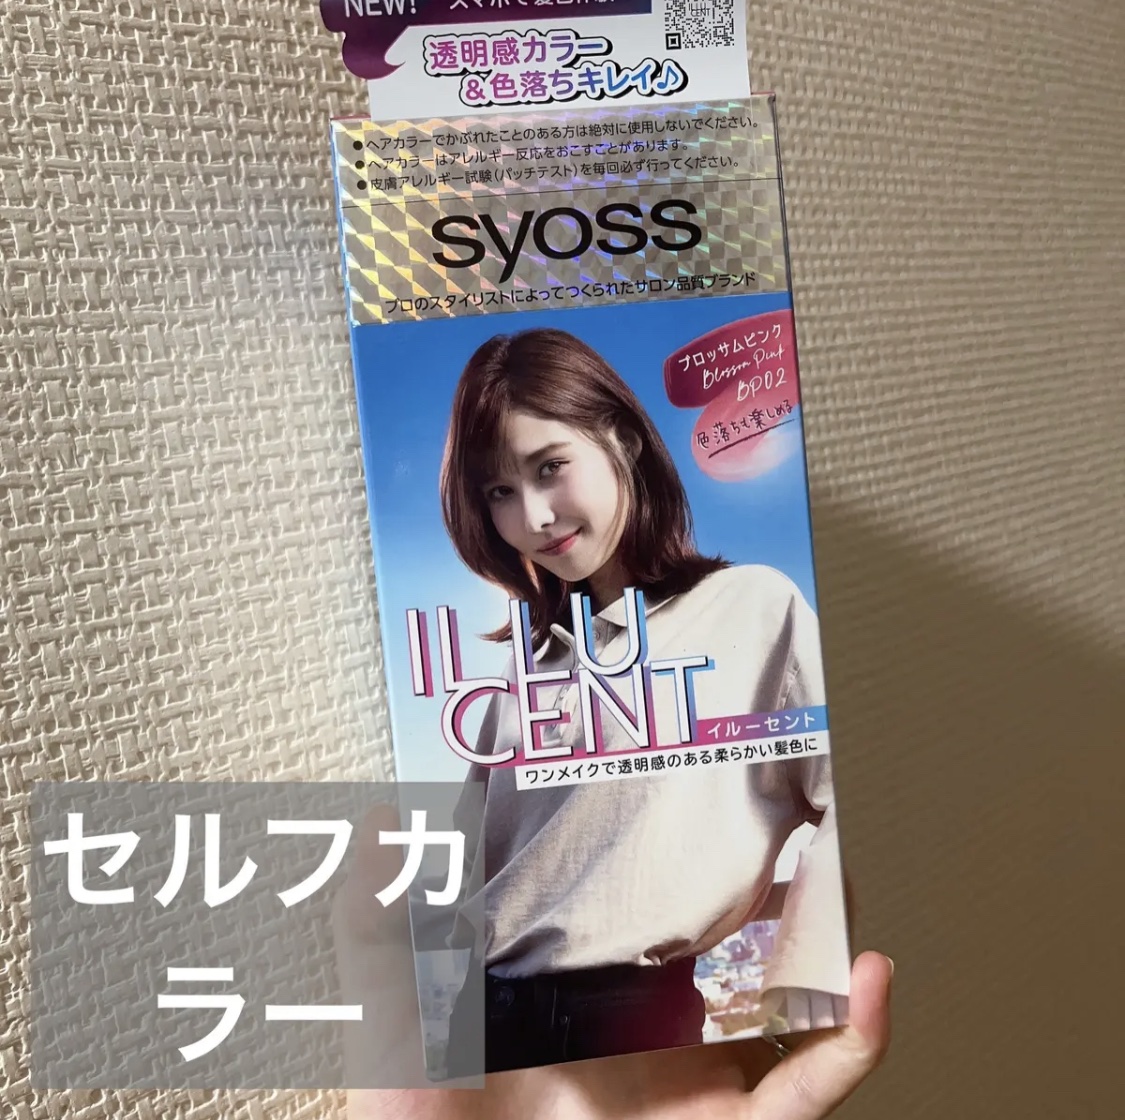 NEW!
スマホで髪色体験
透明感カラー
&色落ちキレイ♪
●ヘアカラーでかぶれたことのある方は絶対に使用しないでください。
●ヘアカラーはアレルギー反応をおこすことがあります。
●皮膚アレルギー試験(パッチテスト)を毎回必ず行ってください。
syoss
プロのスタイリストによってつくられたサロン品質ブランド
ブロッサムピンク
Blossom Pink
BP02
色落ちも楽しめる
ILLU
CENT
イルーセント
ワンメイクで透明感のある柔らかい髪色に
セルフカ
ラー